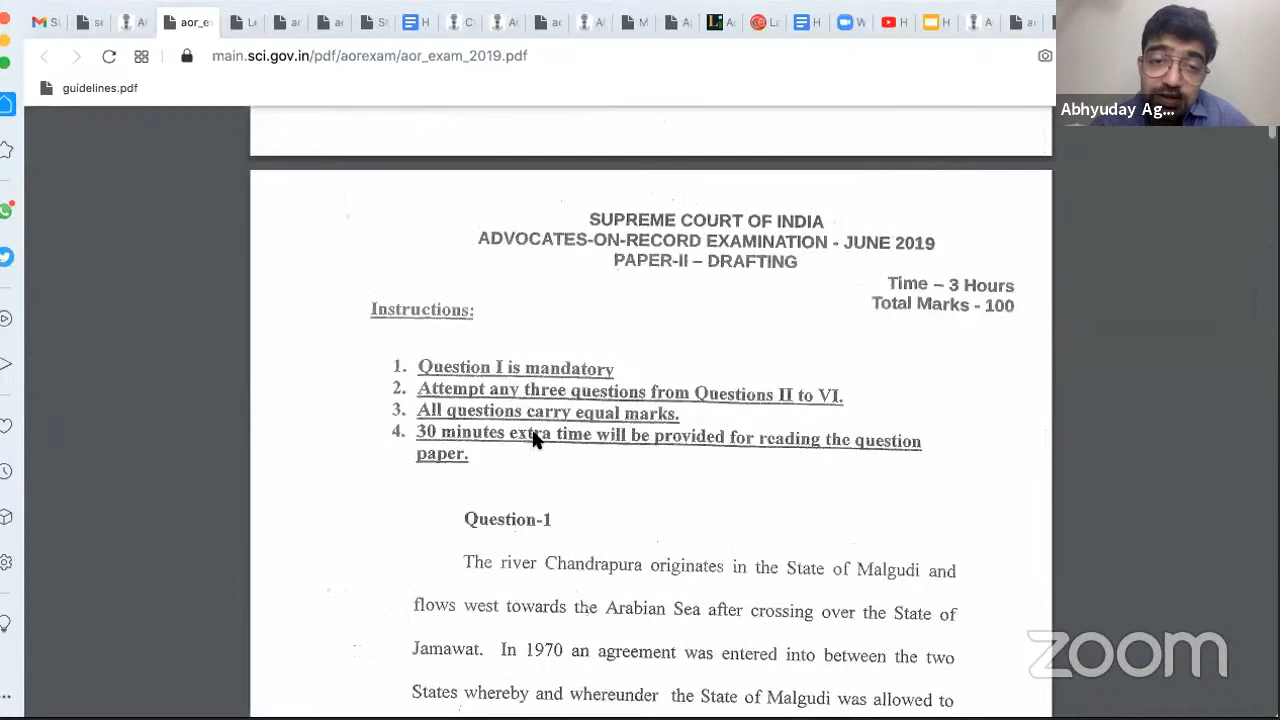 aor_e
main.sci.gov.in/pdf/aorexam/aor_exam_2019.pdf
guidelines.pdf
Abhyuday Ag...
SUPREME COURT OF INDIA
ADVOCATES-ON-RECORD EXAMINATION - JUNE 2019
PAPER-II – DRAFTING
Time – 3 Hours
Total Marks - 100
Instructions:
1. Question I is mandatory
2. Attempt any three questions from Questions II to VI.
3. All questions carry equal marks.
4. 30 minutes extra time will be provided for reading the question
paper.
Question-1
The river Chandrapura originates in the State of Malgudi and
flows west towards the Arabian Sea after crossing over the State of
Jamawat. In 1970 an agreement was entered into between the two
States whereby and whereunder the State of Malgudi was allowed to
zoom